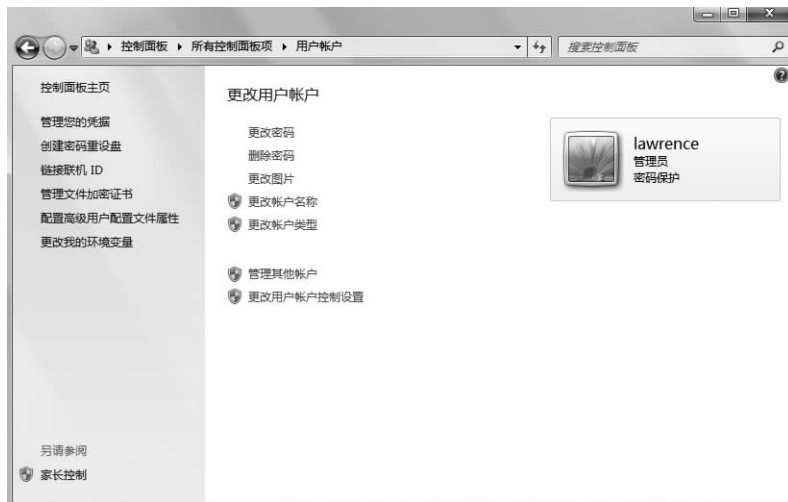 控制面板 ▸ 所有控制面板项 ▸ 用户帐户
搜索控制面板
控制面板主页
管理您的凭据
创建密码重设盘
链接联机 ID
管理文件加密证书
配置高级用户配置文件属性
更改我的环境变量
另请参阅
家长控制
更改用户帐户
更改密码
删除密码
更改图片
更改帐户名称
更改帐户类型
管理其他帐户
更改用户帐户控制设置
lawrence
管理员
密码保护